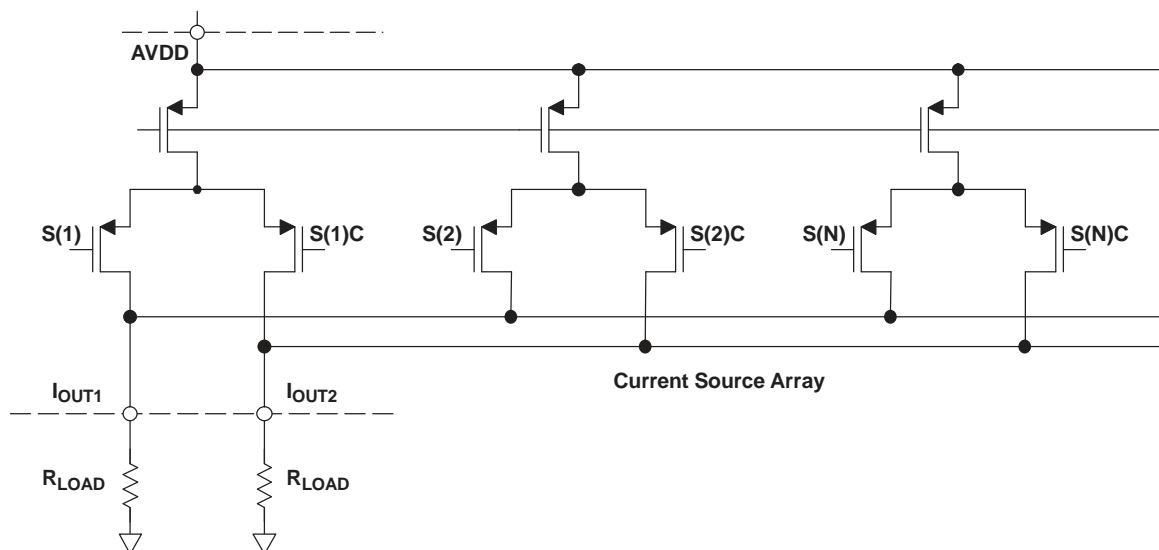 AVDD
S(1)
S(1)C
S(2)
S(2)C
S(N)
S(N)C
Current Source Array
IOUT1
IOUT2
RLOAD
RLOAD